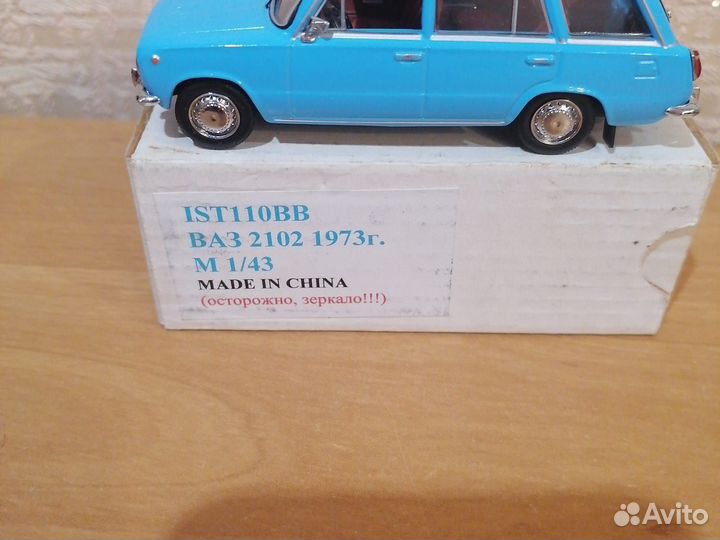 IST110BB
ВАЗ 2102 1973г.
М 1/43
MADE IN CHINA
(осторожно, зеркало!!!)
Avito